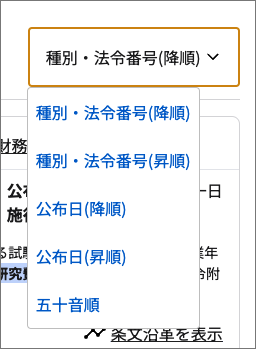 種別・法令番号(降順)
種別・法令番号(降順)
種別・法令番号(昇順)
財務
公布日(降順)
公布
一日
施行
公布日(昇順)
る試験
業年
研究費
令附
五十音順
条文沿革を表示